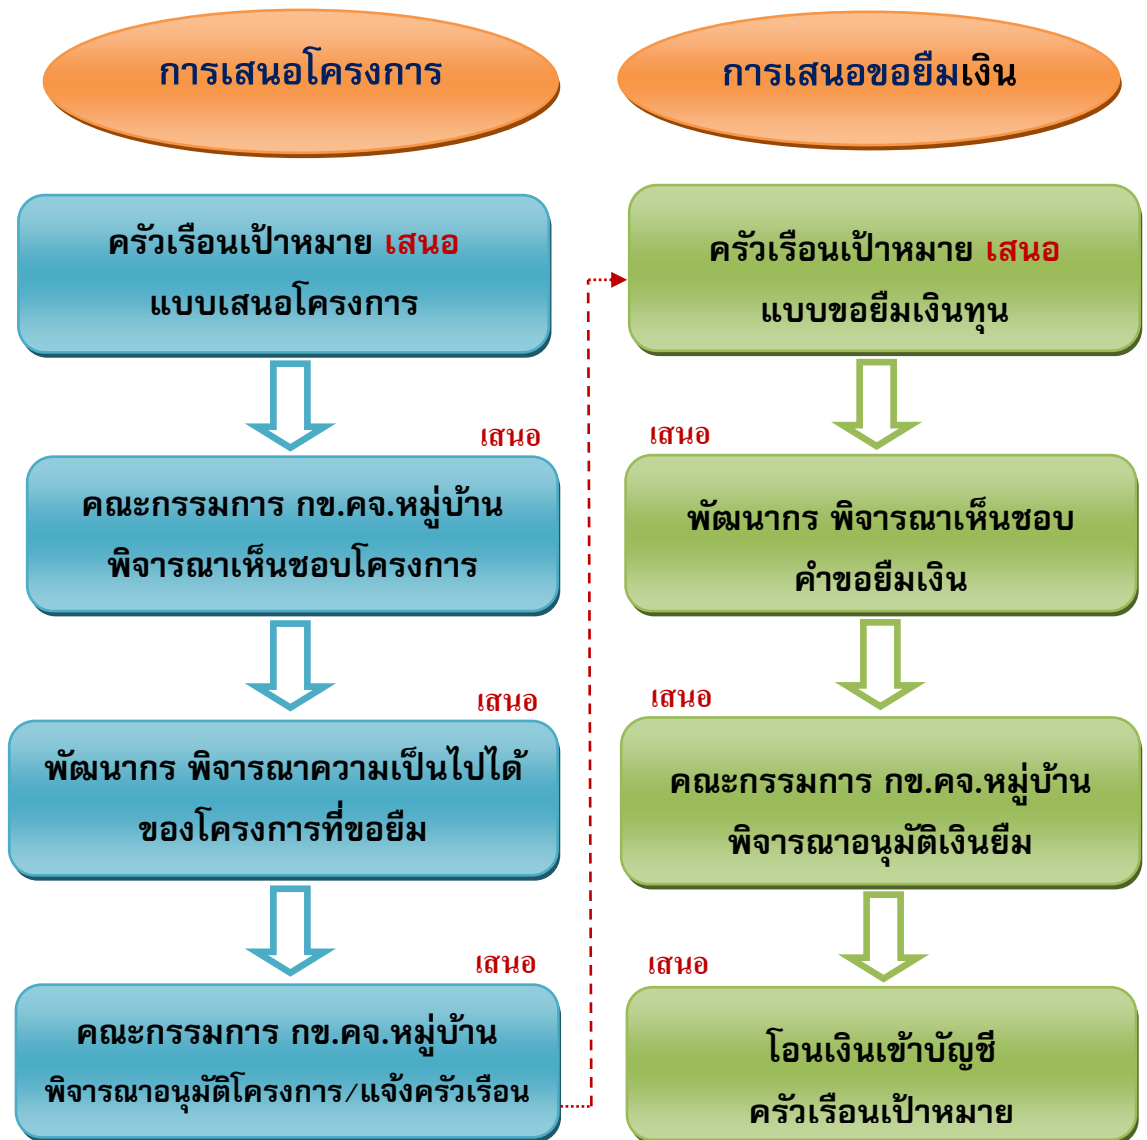 การเสนอโครงการ
ครัวเรือนเป้าหมาย เสนอ
แบบเสนอโครงการ
เสนอ
คณะกรรมการ กข.คจ.หมู่บ้าน
พิจารณาเห็นชอบโครงการ
เสนอ
พัฒนากร พิจารณาความเป็นไปได้
ของโครงการที่ขอยืม
เสนอ
คณะกรรมการ กข.คจ.หมู่บ้าน
พิจารณาอนุมัติโครงการ/แจ้งครัวเรือน
การเสนอขอยืมเงิน
ครัวเรือนเป้าหมาย เสนอ
แบบขอยืมเงินทุน
เสนอ
พัฒนากร พิจารณาเห็นชอบ
คำขอยืมเงิน
เสนอ
คณะกรรมการ กข.คจ.หมู่บ้าน
พิจารณาอนุมัติเงินยืม
เสนอ
โอนเงินเข้าบัญชี
ครัวเรือนเป้าหมาย